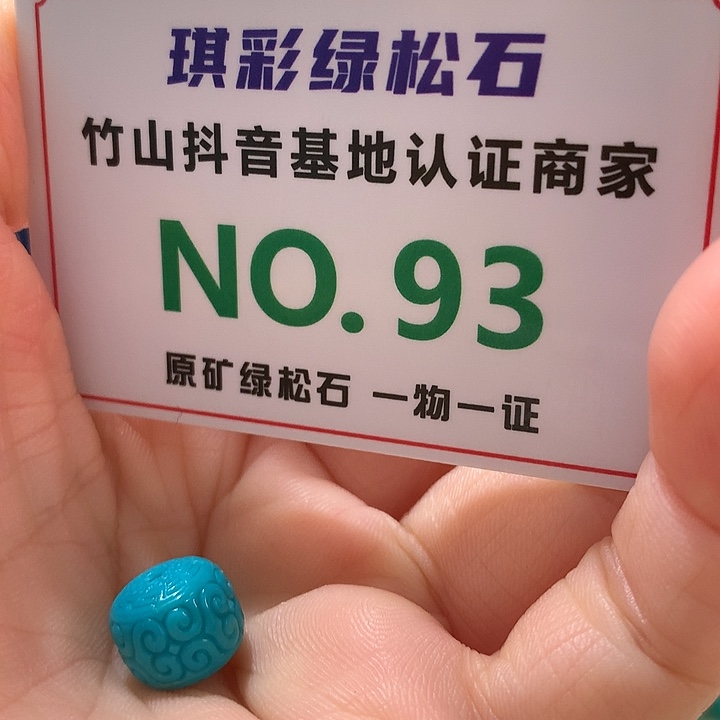 琪彩绿松石
竹山抖音基地认证商家
NO.93
原矿绿松石 一物一证